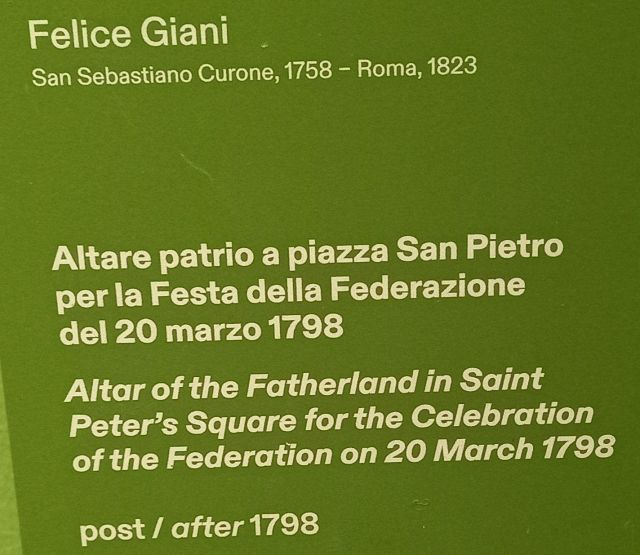 Felice Giani
San Sebastiano Curone, 1758 – Roma, 1823
Altare patrio a piazza San Pietro
per la Festa della Federazione
del 20 marzo 1798
Altar of the Fatherland in Saint
Peter's Square for the Celebration
of the Federation on 20 March 1798
post / after 1798